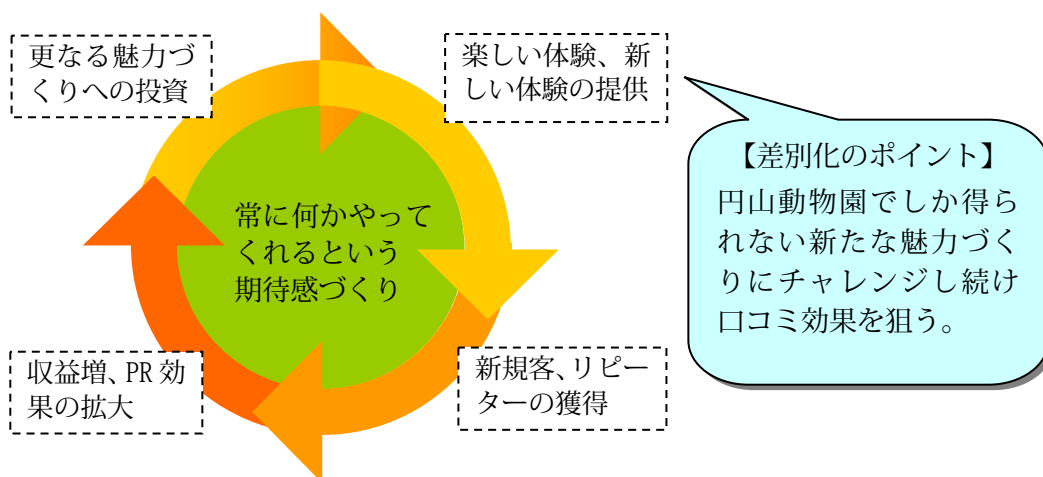 更なる魅力づ
くりへの投資
楽しい体験、新
しい体験の提供
【差別化のポイント】
円山動物園でしか得ら
れない新たな魅力づく
りにチャレンジし続け
口コミ効果を狙う。
常に何かやって
くれるという
期待感づくり
収益増、PR 効
果の拡大
新規客、リピー
ターの獲得